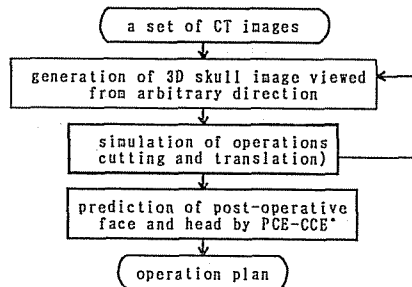 a set of CT images
generation of 3D skull image viewed
from arbitrary direction
simulation of operations
cutting and translation)
prediction of post-operative
face and head by PCE-CCE*
operation plan